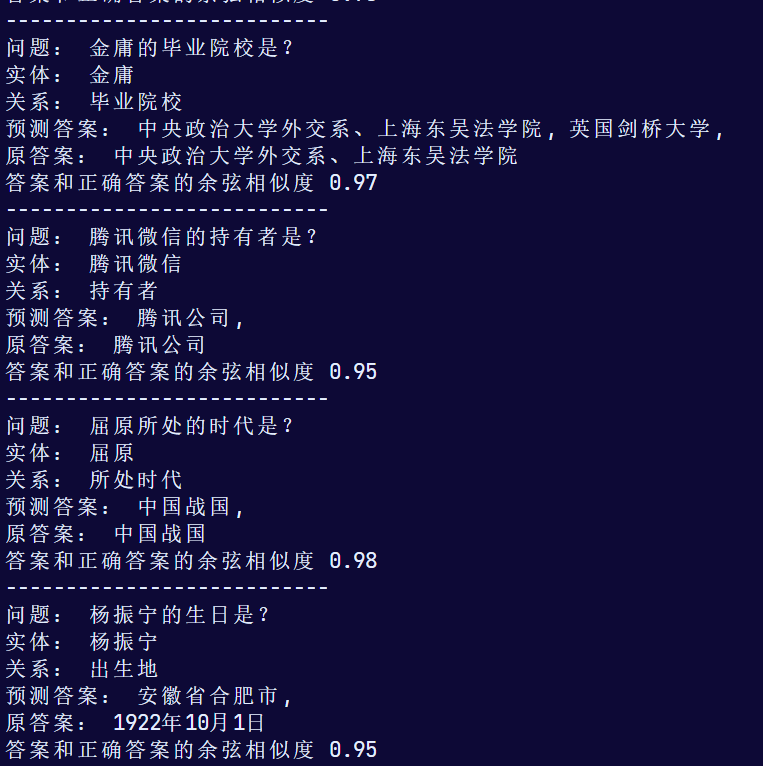 ---------------------------
问题： 金庸的毕业院校是？
实体： 金庸
关系： 毕业院校
预测答案： 中央政治大学外交系、上海东吴法学院, 英国剑桥大学,
原答案： 中央政治大学外交系、上海东吴法学院
答案和正确答案的余弦相似度 0.97
---------------------------
问题： 腾讯微信的持有者是？
实体： 腾讯微信
关系： 持有者
预测答案： 腾讯公司,
原答案： 腾讯公司
答案和正确答案的余弦相似度 0.95
---------------------------
问题： 屈原所处的时代是？
实体： 屈原
关系： 所处时代
预测答案： 中国战国,
原答案： 中国战国
答案和正确答案的余弦相似度 0.98
---------------------------
问题： 杨振宁的生日是？
实体： 杨振宁
关系： 出生地
预测答案： 安徽省合肥市,
原答案： 1922年10月1日
答案和正确答案的余弦相似度 0.95